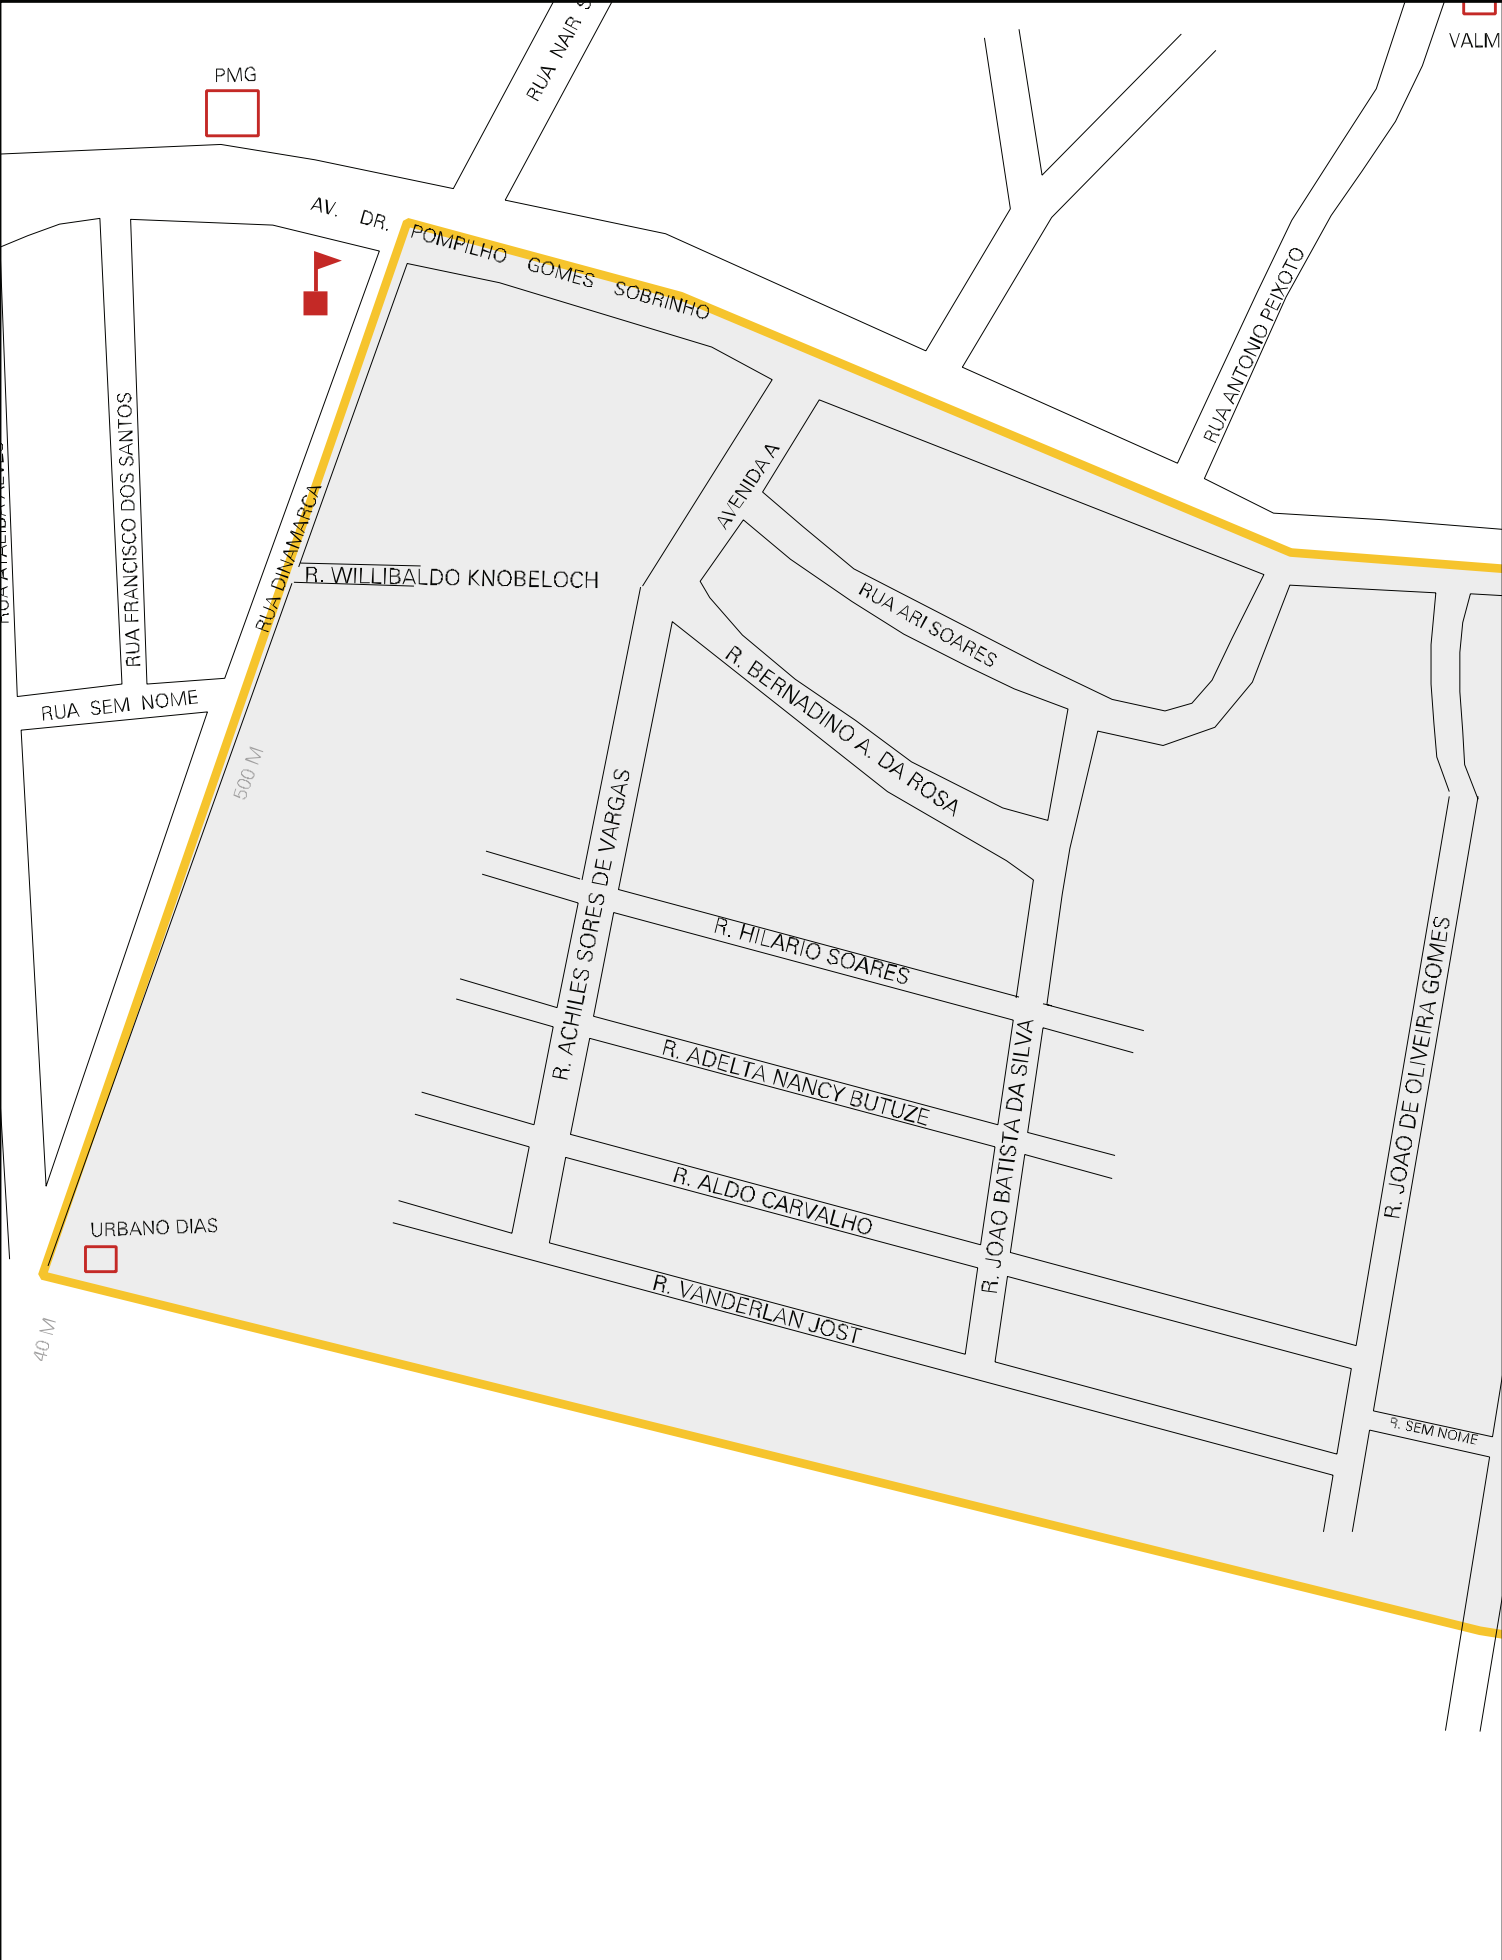 RUA NAIR
VALM
PMG
AV. DR. POMPILHO GOMES SOBRINHO
RUA ANTONIO PEIXOTO
RUA FRANCISCO DOS SANTOS
AVENIDA A
RUA DINAMARCA
R. WILLIBALDO KNOBELOCH
RUA ARI SOARES
R. BERNADINO A. DA ROSA
RUA SEM NOME
500 M
R. ACHILES SORES DE VARGAS
R. HILARIO SOARES
R. JOAO DE OLIVEIRA GOMES
R. ADELTA NANCY BUTUZE
R. JOAO BATISTA DA SILVA
R. ALDO CARVALHO
URBANO DIAS
R. VANDERLAN JOST
40 M
R. SEM NOME